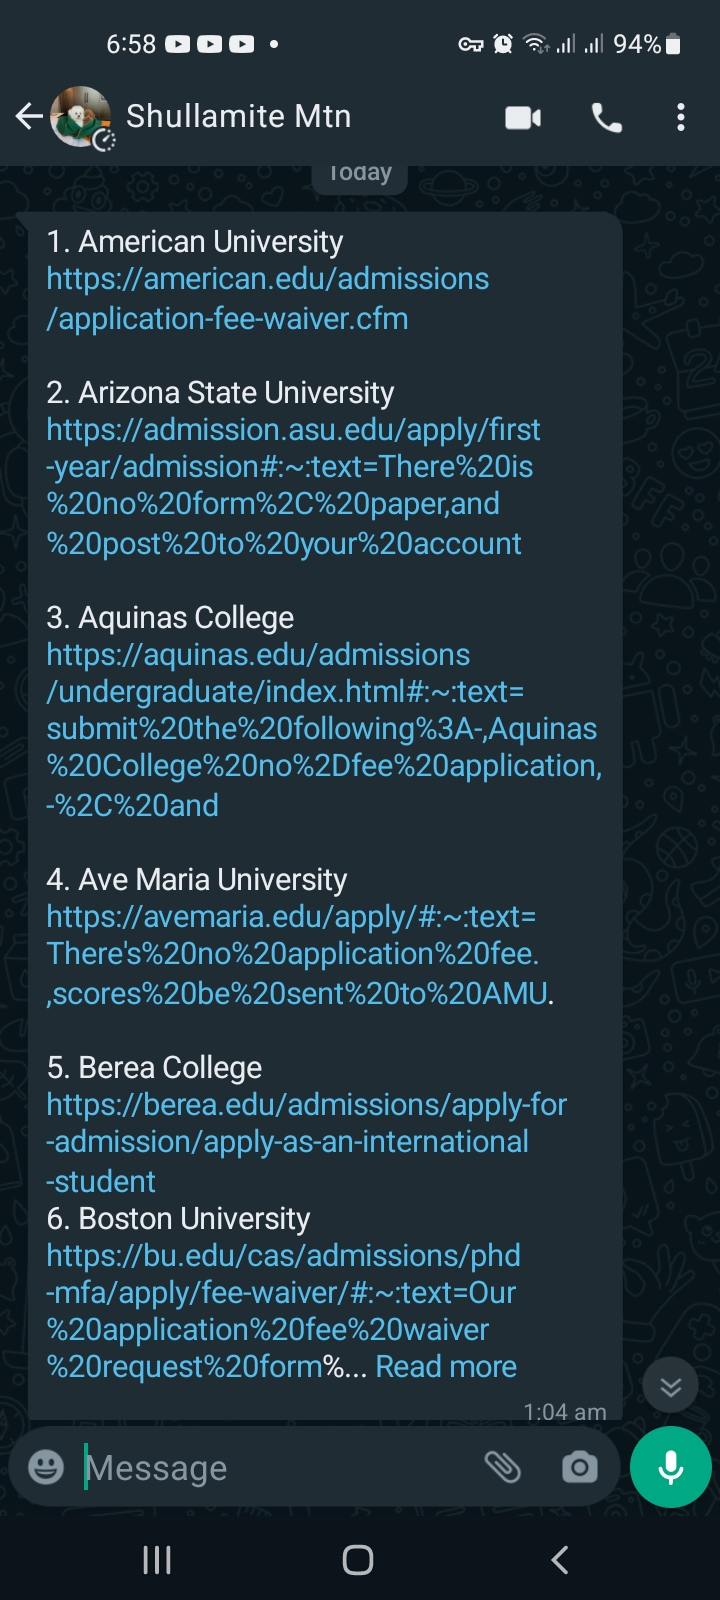 6:58
94%
Shullamite Mtn
Today
1. American University
https://american.edu/admissions
/application-fee-waiver.cfm
2. Arizona State University
https://admission.asu.edu/apply/first
-year/admission#:~:text=There%20is
%20no%20form%2C%20paper,and
%20post%20to%20your%20account
3. Aquinas College
https://aquinas.edu/admissions
/undergraduate/index.html#:~:text=
submit%20the%20following%3A-,Aquinas
%20College%20no%2Dfee%20application,
-%2C%20and
4. Ave Maria University
https://avemaria.edu/apply/#:~:text=
There's%20no%20application%20fee.
,scores%20be%20sent%20to%20AMU.
5. Berea College
https://berea.edu/admissions/apply-for
-admission/apply-as-an-international
-student
6. Boston University
https://bu.edu/cas/admissions/phd
-mfa/apply/fee-waiver/#:~:text=Our
%20application%20fee%20waiver
%20request%20form%... Read more
1:04 am
Message